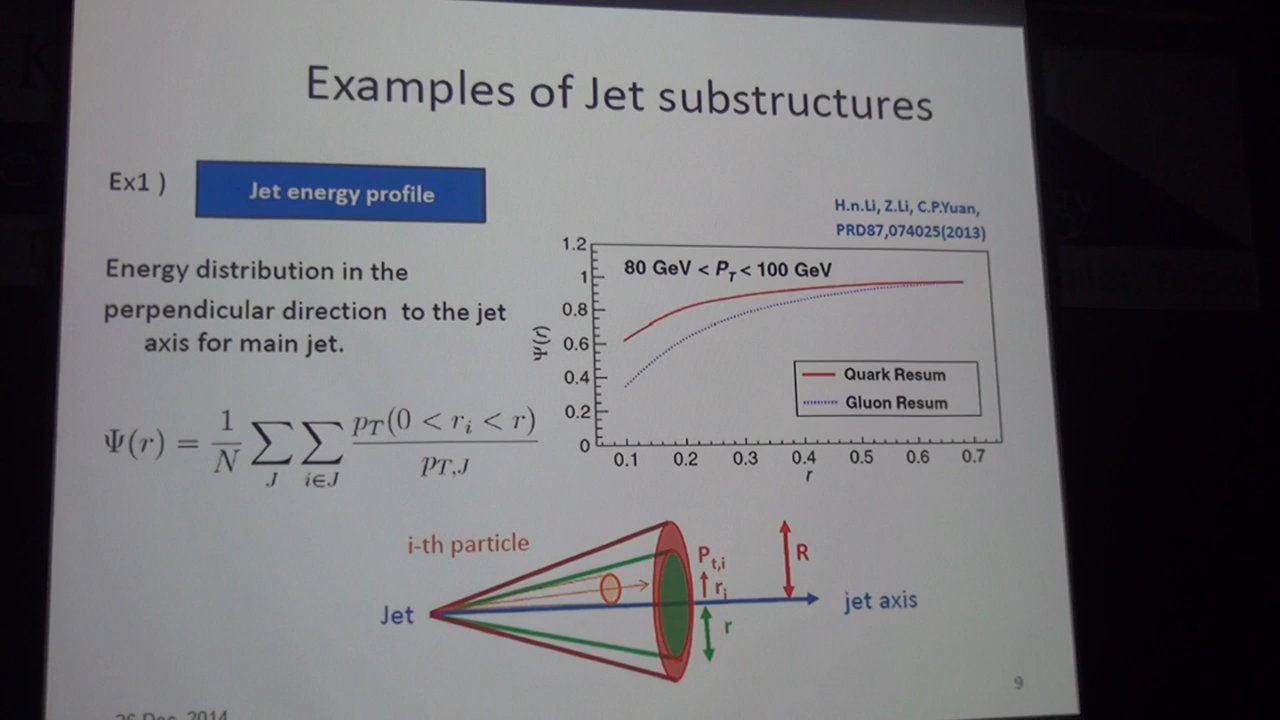 Examples of Jet substructures
Ex1 )
Jet energy profile
H.n.Li, Z.Li, C.P.Yuan,
PRD87,074025(2013)
Energy distribution in the
perpendicular direction to the jet
axis for main jet.
Ψ(r) = 1/N Σ_J Σ_{i∈J} p_T(0 < r_i < r) / p_{T,J}
80 GeV < P_T < 100 GeV
1.2
1
0.8
0.6
0.4
0.2
0
Ψ(r)
Quark Resum
Gluon Resum
0.1 0.2 0.3 0.4 0.5 0.6 0.7
r
i-th particle
P_{t,i}
r_i
R
Jet
jet axis
r
9
26 Dec. 2014